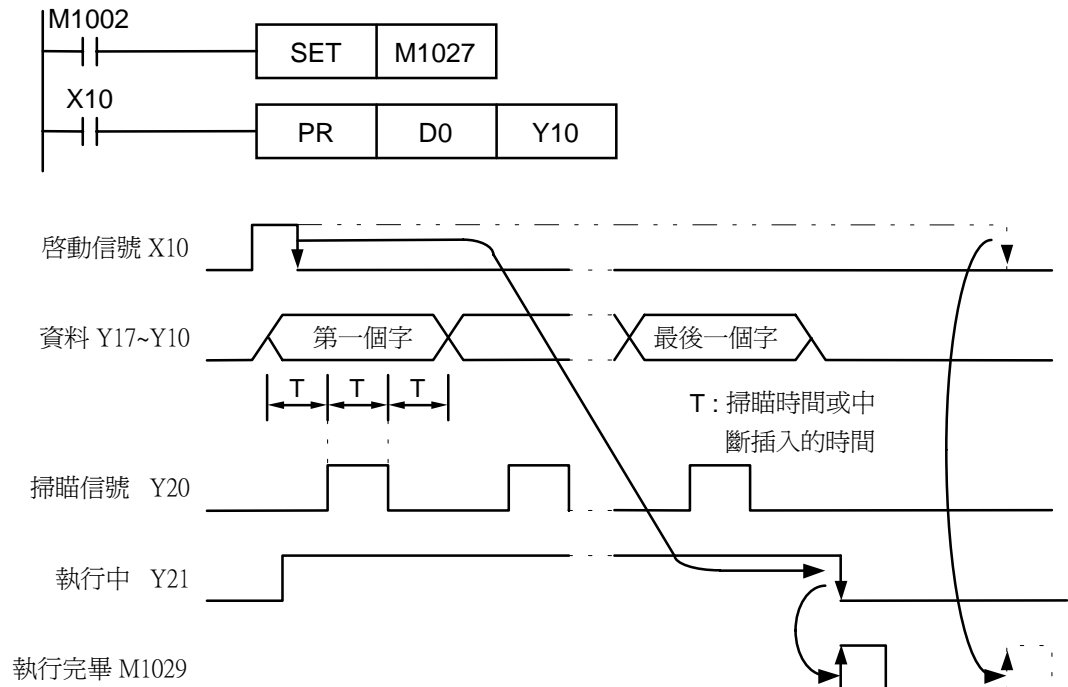 M1002
SET M1027
X10
PR D0 Y10
啓動信號 X10
資料 Y17~Y10
第一個字
最後一個字
T T T
T : 掃瞄時間或中
斷插入的時間
掃瞄信號 Y20
執行中 Y21
執行完畢 M1029